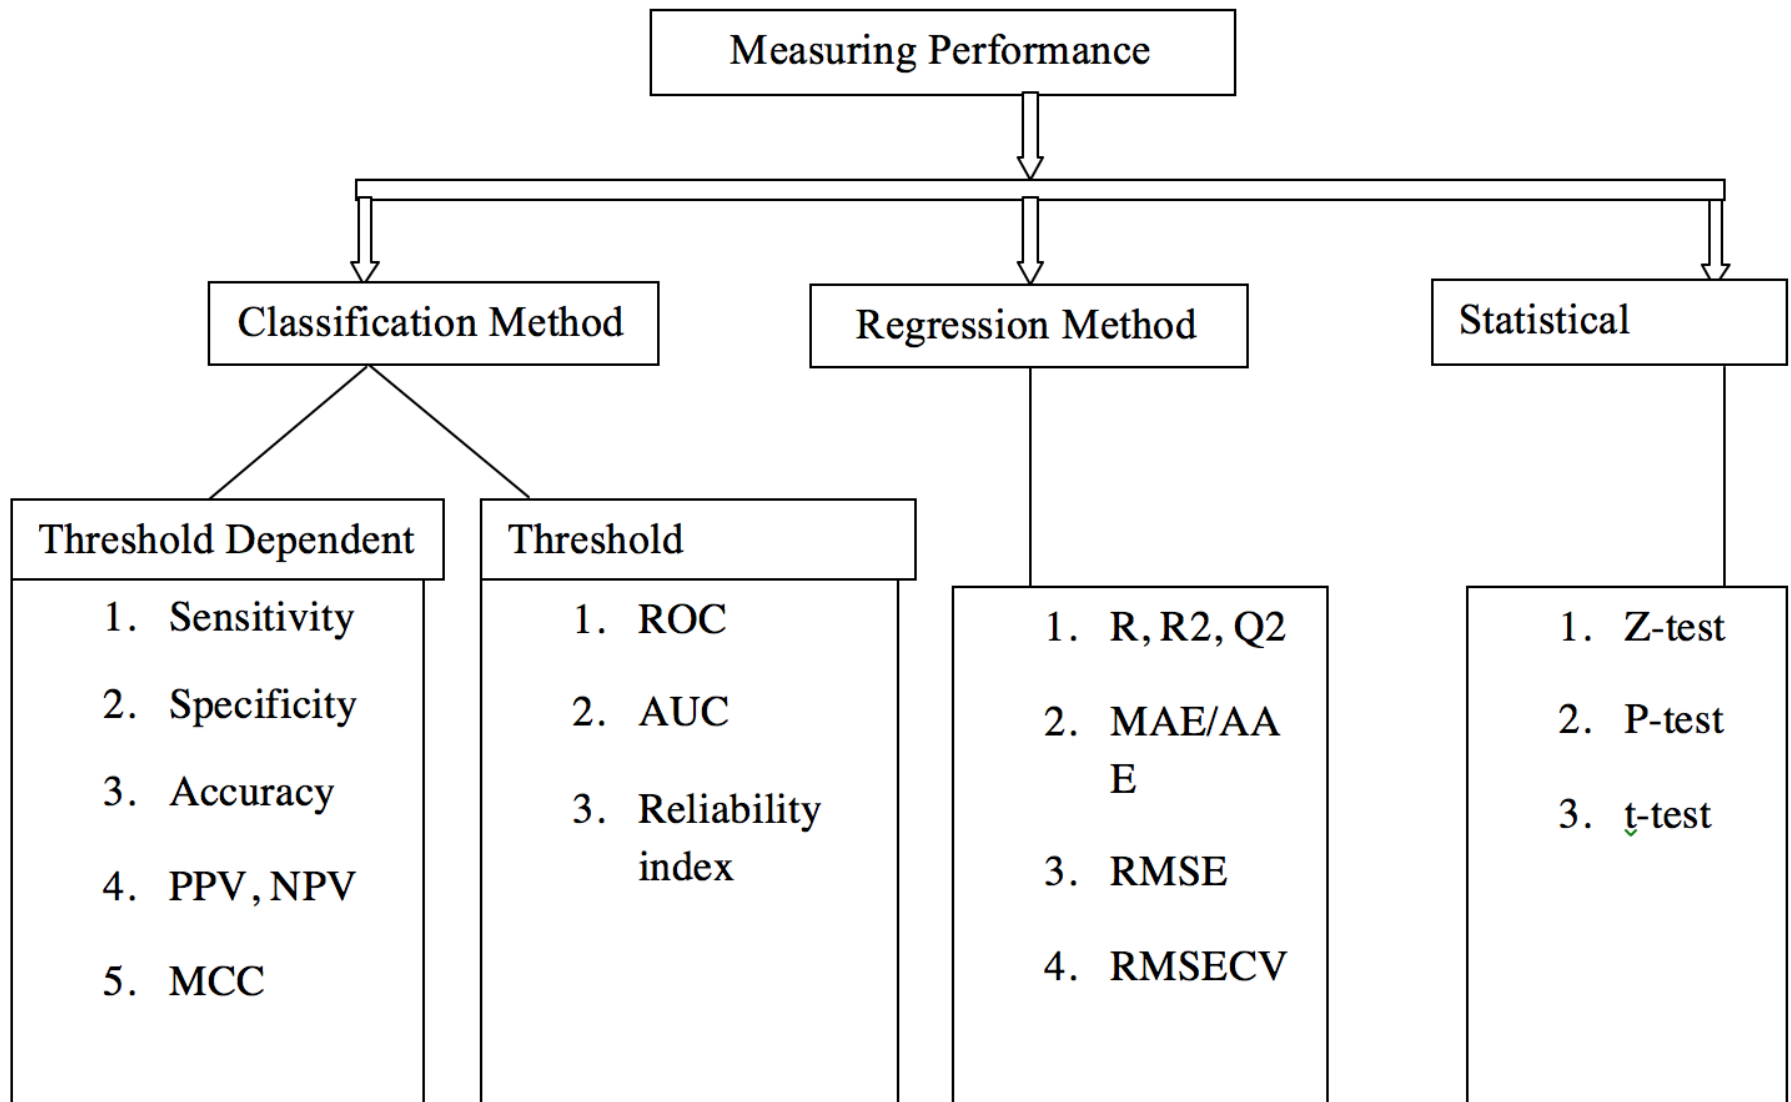 Measuring Performance
Classification Method
Regression Method
Statistical
Threshold Dependent
1. Sensitivity
2. Specificity
3. Accuracy
4. PPV, NPV
5. MCC
Threshold
1. ROC
2. AUC
3. Reliability
index
1. R, R2, Q2
2. MAE/AA
E
3. RMSE
4. RMSECV
1. Z-test
2. P-test
3. t-test